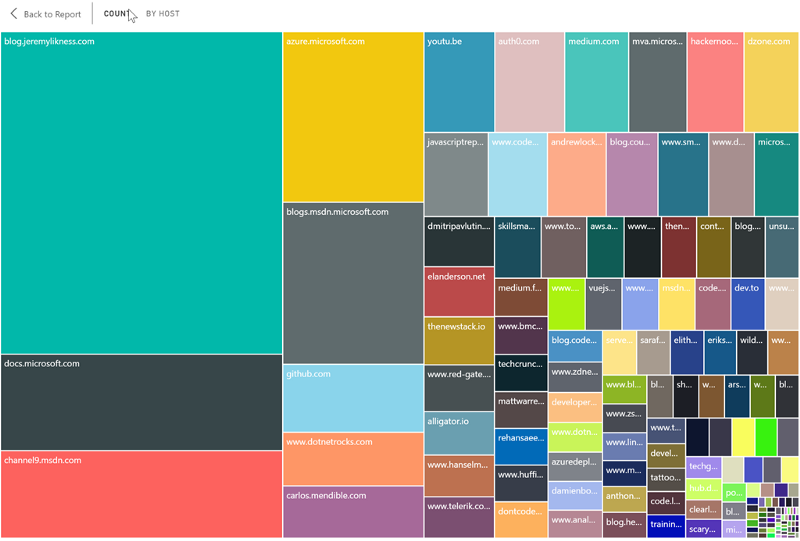 Back to Report
COUNT BY HOST
blog.jeremylikness.com
docs.microsoft.com
channel9.msdn.com
azure.microsoft.com
blogs.msdn.microsoft.com
github.com
www.dotnetrocks.com
carlos.mendible.com
youtu.be
auth0.com
medium.com
mva.micros...
hackernoo...
dzone.com
javascriptrep...
www.code...
andrewlock...
blog.cou...
www.sm...
www.d...
micros...
dmitripavlutin....
skillsma...
www.to...
aws.a...
www....
then...
cont...
blog....
unsu...
elanderson.net
medium.f...
www....
vuejs...
www....
msdn...
code....
dev.to
www...
thenewstack.io
www.bmc...
blog.code...
serve...
saraf...
elith...
eriks...
wild...
ww...
www.red-gate....
techcrunc...
www.zdne...
www.bl...
bl...
sh...
w...
ars...
w...
bl...
mattwarre...
developer...
www.zs...
alligator.io
rehansaee...
www.dotn...
www.lin...
www.t...
devel...
www.hanselm...
www.huffi...
azuredepl...
www.m...
tattoo...
techg...
www.telerik.co...
dontcode...
damienbo...
anthon...
code.l...
hub.d...
po...
www.anal...
blog.he...
trainin...
clearl...
bl...
scary...
mi...